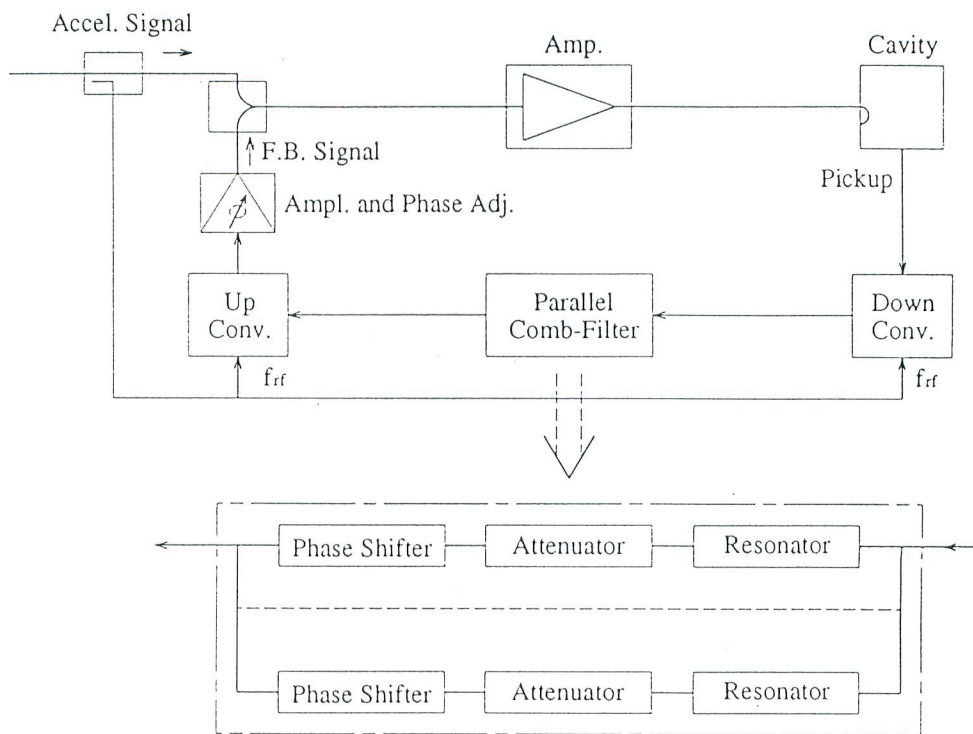 Accel. Signal
Amp.
Cavity
F.B. Signal
Pickup
Ampl. and Phase Adj.
Up
Conv.
Parallel
Comb-Filter
Down
Conv.
frf
frf
Phase Shifter
Attenuator
Resonator
Phase Shifter
Attenuator
Resonator